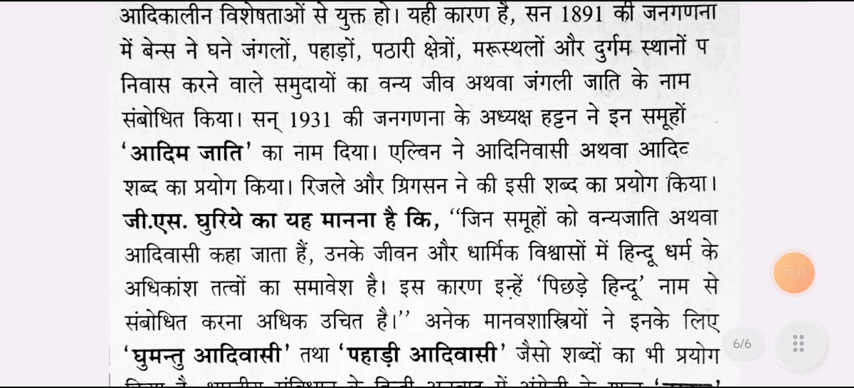 आदिकालीन विशेषताओं से युक्त हो। यही कारण है, सन 1891 की जनगणना
में बेन्स ने घने जंगलों, पहाड़ों, पठारी क्षेत्रों, मरूस्थलों और दुर्गम स्थानों प
निवास करने वाले समुदायों का वन्य जीव अथवा जंगली जाति के नाम
संबोधित किया। सन् 1931 की जनगणना के अध्यक्ष हट्टन ने इन समूहों
'आदिम जाति' का नाम दिया। एल्विन ने आदिनिवासी अथवा
शब्द का प्रयोग किया। रिजले और ग्रिगसन ने की इसी शब्द का प्रयोग किया।
जी.एस. घुरिये का यह मानना है कि, ''जिन समूहों को वन्यजाति अथवा
आदिवासी कहा जाता हैं, उनके जीवन और धार्मिक विश्वासों में हिन्दू धर्म के
अधिकांश तत्वों का समावेश है। इस कारण इन्हें 'पिछड़े हिन्दू' नाम से
संबोधित करना अधिक उचित है।'' अनेक मानवशास्त्रियों ने इनके लिए
'घुमन्तु आदिवासी' तथा 'पहाड़ी आदिवासी' जैसो शब्दों का भी प्रयोग
19:31
6/6